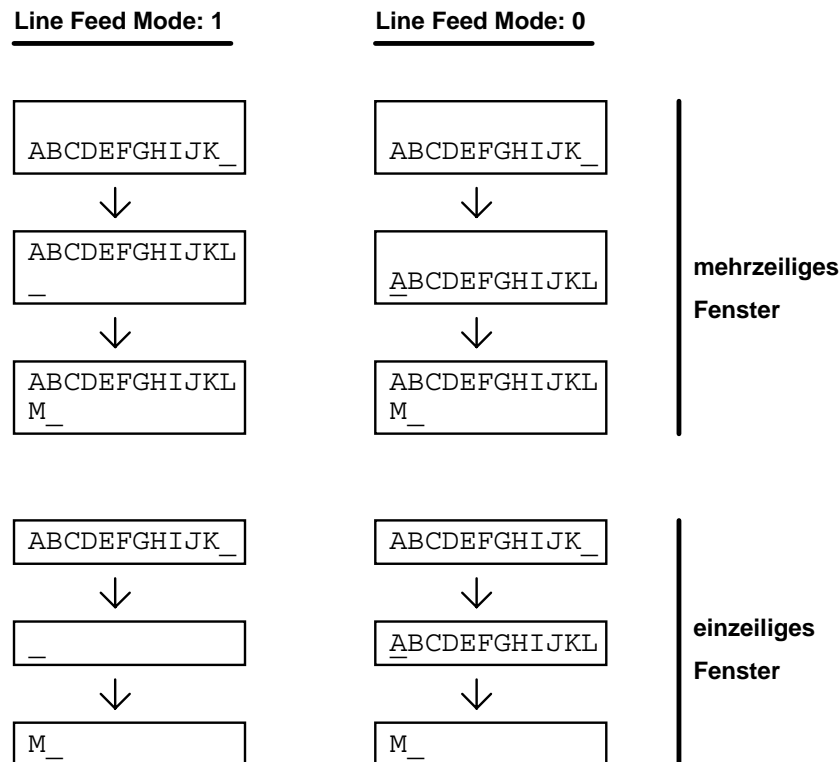 Line Feed Mode: 1 Line Feed Mode: 0
ABCDEFGHIJK_ ABCDEFGHIJK_
ABCDEFGHIJKL
_ ABCDEFGHIJKL
mehrzeiliges
Fenster
ABCDEFGHIJKL ABCDEFGHIJKL
M_ M_
ABCDEFGHIJK_ ABCDEFGHIJK_
_ ABCDEFGHIJKL
einzeiliges
Fenster
M_ M_